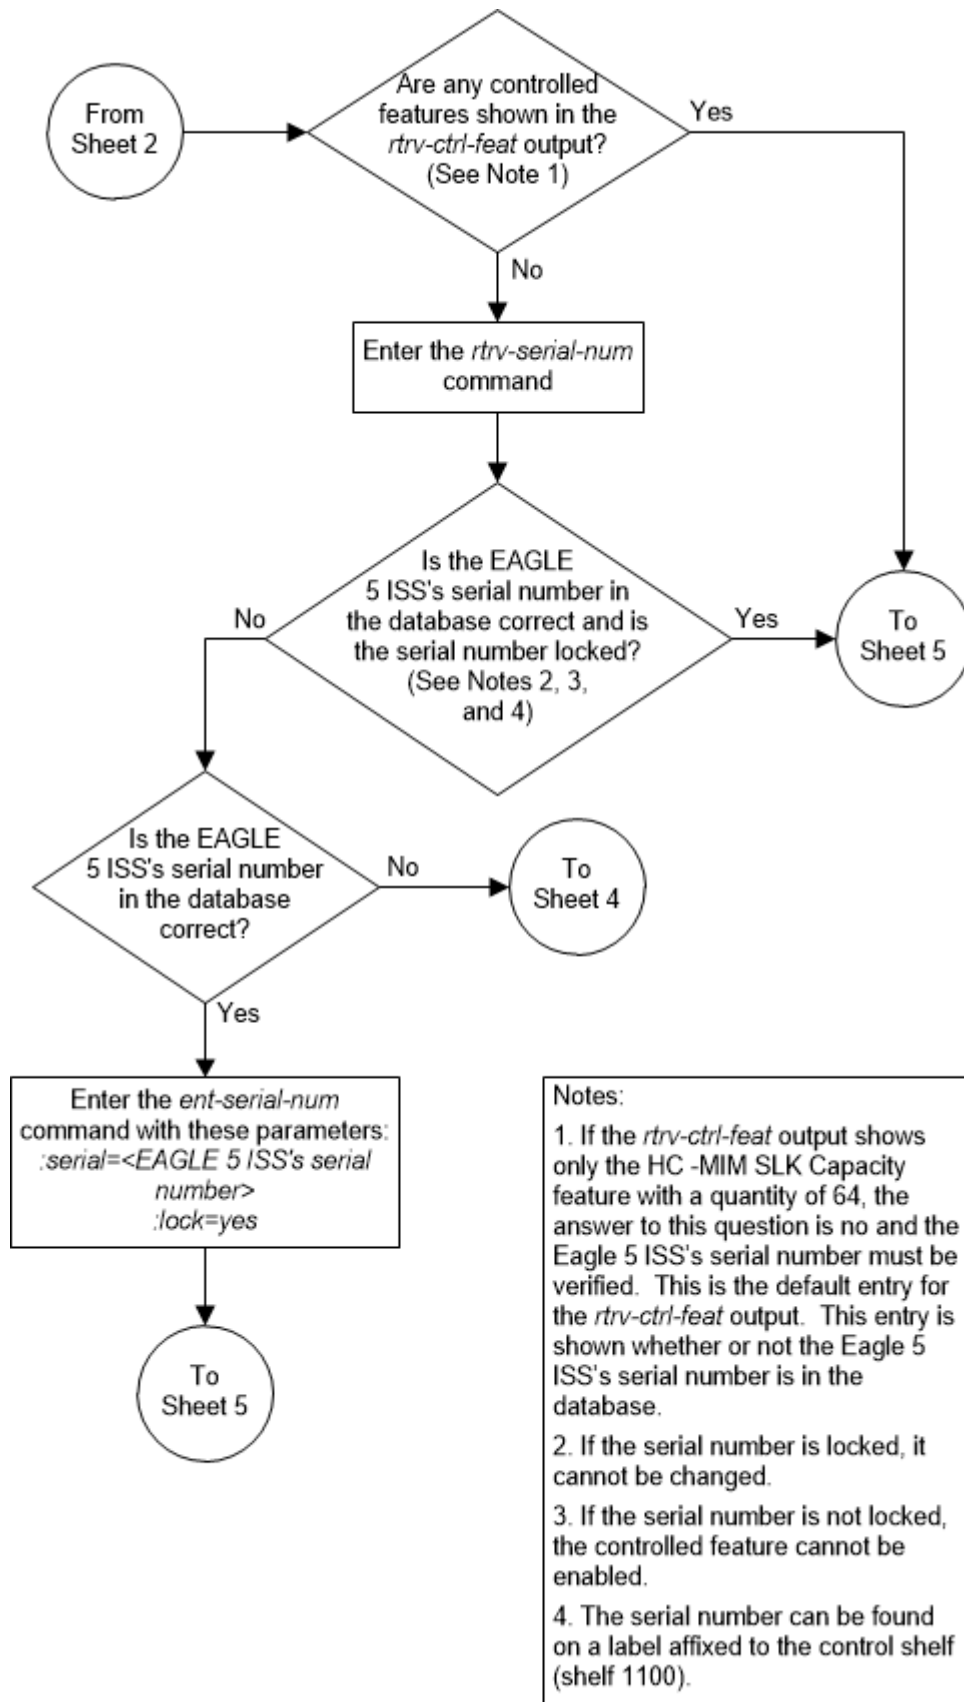 From
Sheet 2
Are any controlled
features shown in the
rtrv-ctrl-feat output?
(See Note 1)
Yes
No
Enter the rtrv-serial-num
command
Is the EAGLE
5 ISS's serial number in
the database correct and is
the serial number locked?
(See Notes 2, 3,
and 4)
No
Yes
To
Sheet 5
Is the EAGLE
5 ISS's serial number
in the database
correct?
No
To
Sheet 4
Yes
Enter the ent-serial-num
command with these parameters:
:serial=<EAGLE 5 ISS's serial
number>
:lock=yes
To
Sheet 5
Notes:
1. If the rtrv-ctrl-feat output shows
only the HC -MIM SLK Capacity
feature with a quantity of 64, the
answer to this question is no and the
Eagle 5 ISS's serial number must be
verified.  This is the default entry for
the rtrv-ctrl-feat output.  This entry is
shown whether or not the Eagle 5
ISS's serial number is in the
database.
2. If the serial number is locked, it
cannot be changed.
3. If the serial number is not locked,
the controlled feature cannot be
enabled.
4. The serial number can be found
on a label affixed to the control shelf
(shelf 1100).